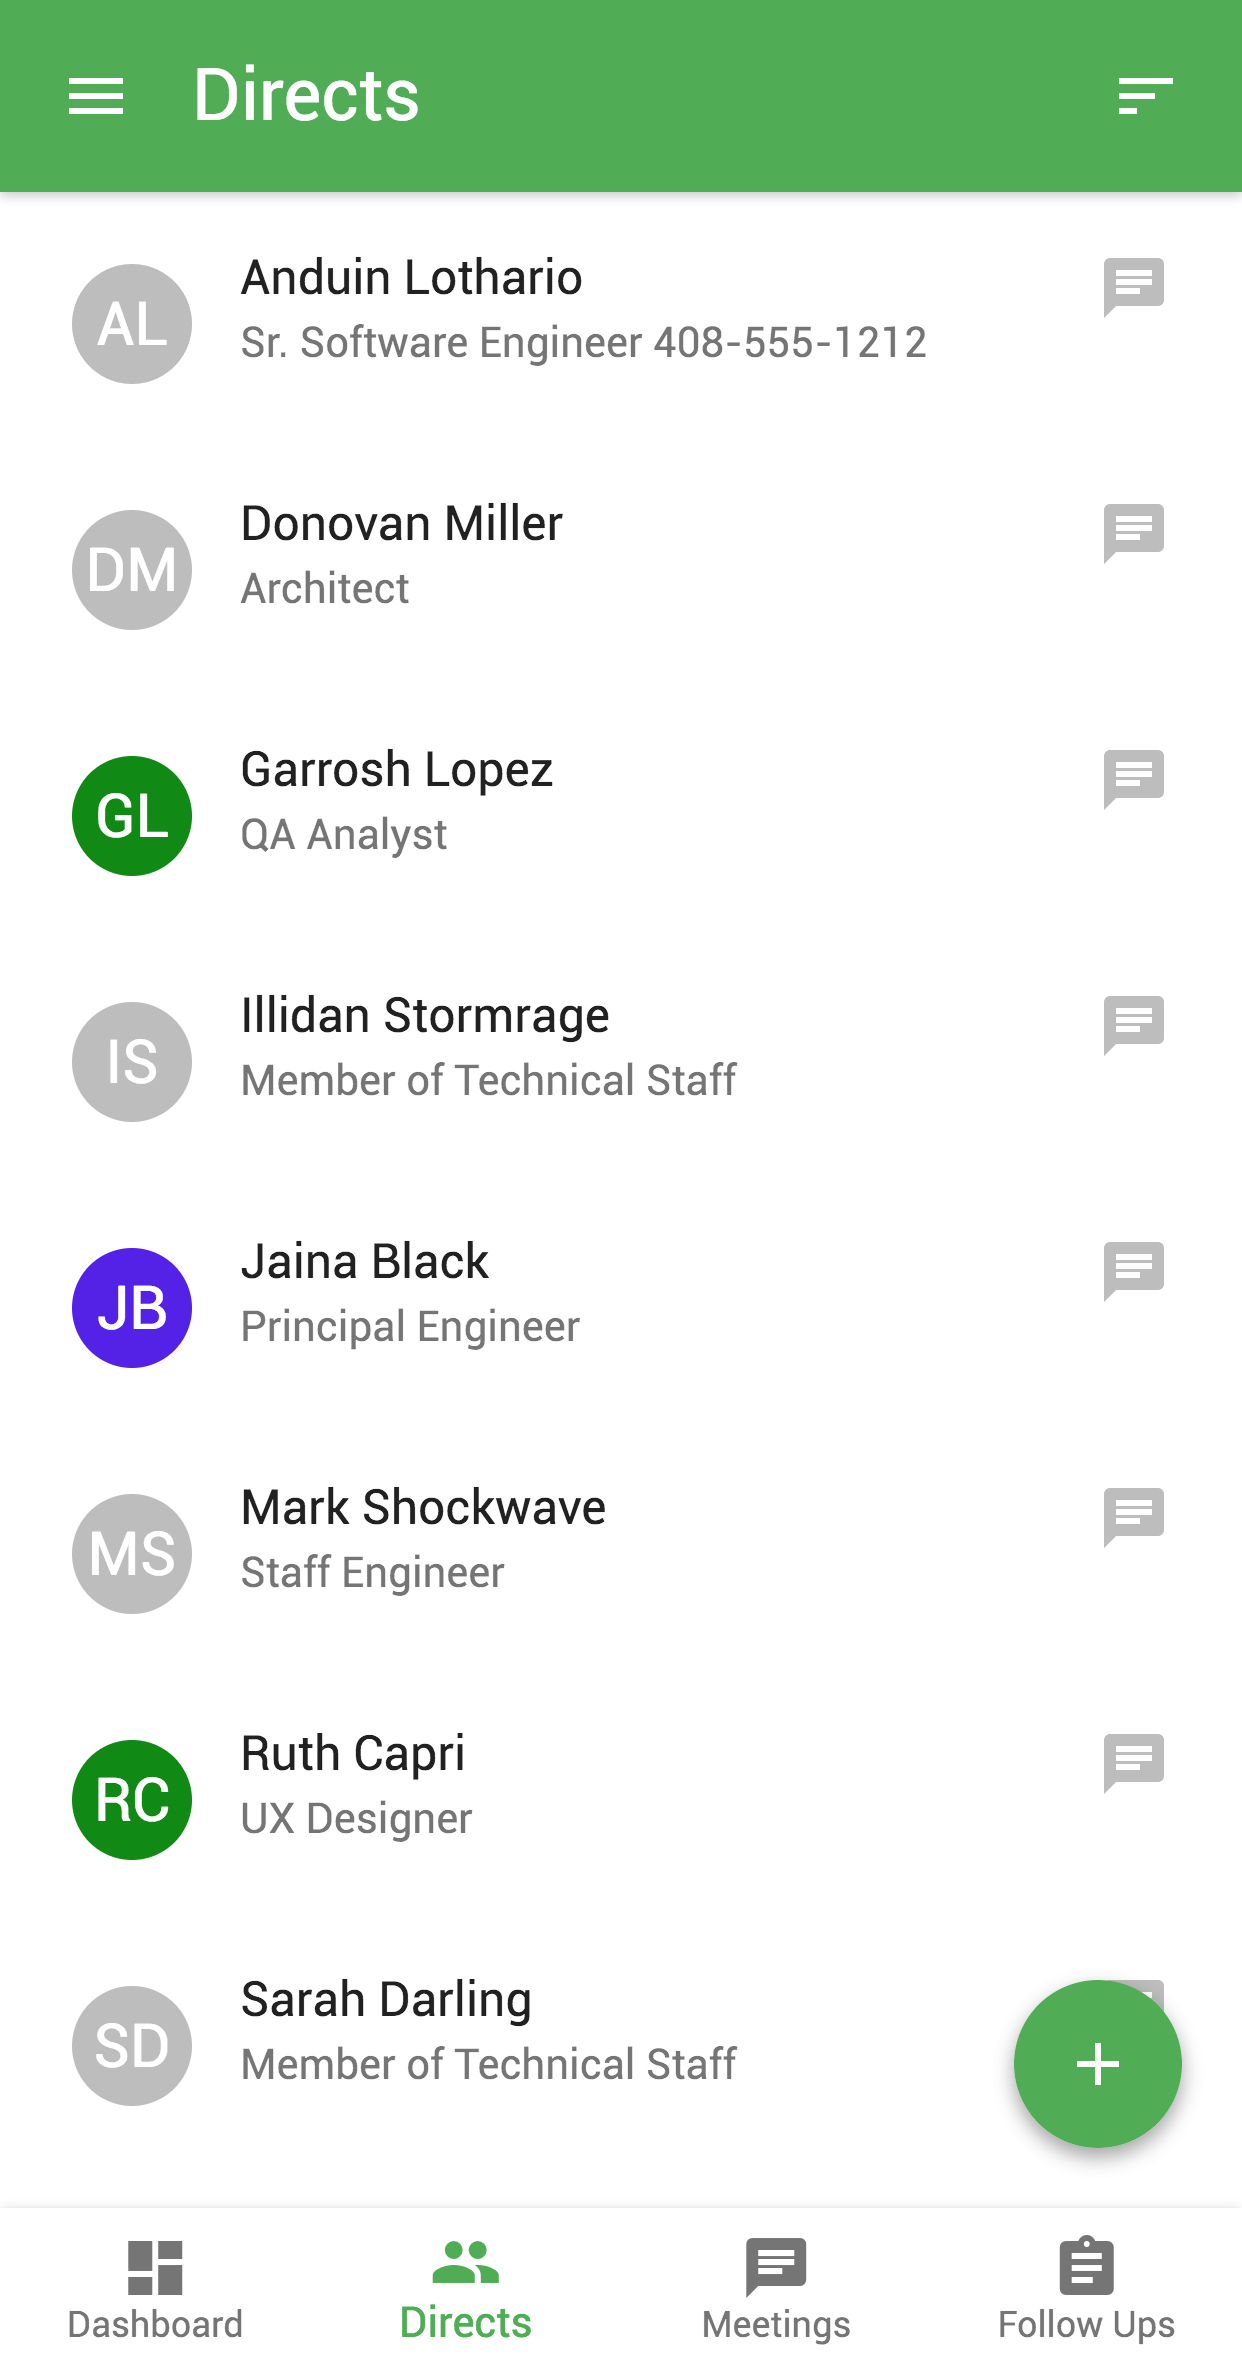 Directs
AL
Anduin Lothario
Sr. Software Engineer 408-555-1212
DM
Donovan Miller
Architect
GL
Garrosh Lopez
QA Analyst
IS
Illidan Stormrage
Member of Technical Staff
JB
Jaina Black
Principal Engineer
MS
Mark Shockwave
Staff Engineer
RC
Ruth Capri
UX Designer
SD
Sarah Darling
Member of Technical Staff
Dashboard
Directs
Meetings
Follow Ups